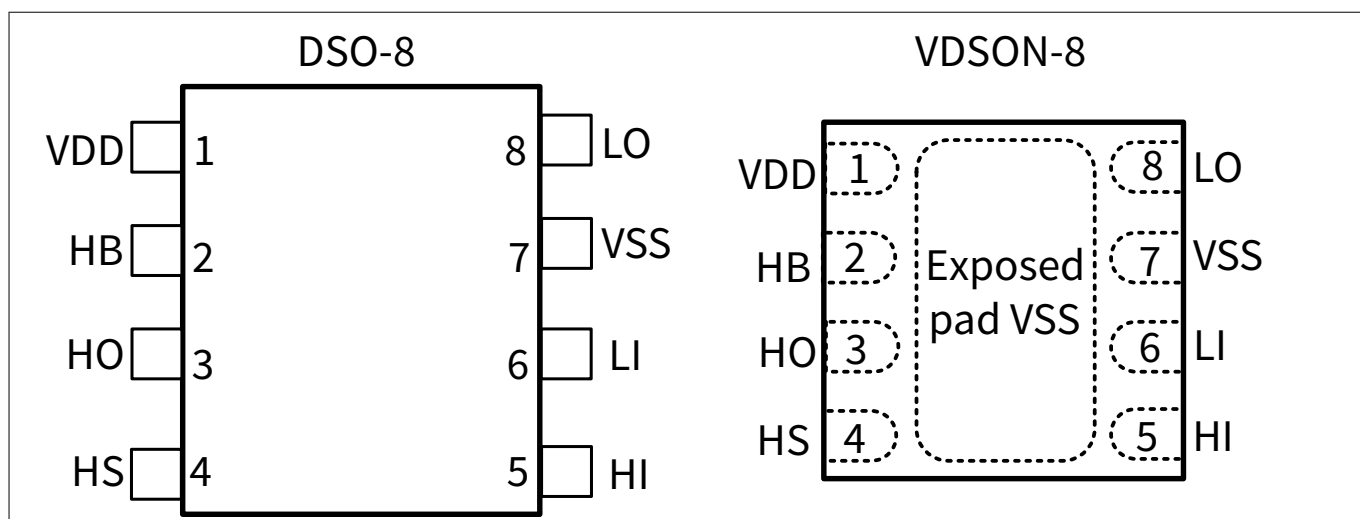 DSO-8
VDD 1 8 LO
HB 2 7 VSS
HO 3 6 LI
HS 4 5 HI
VDSON-8
VDD 1 8 LO
HB 2 7 VSS
Exposed
pad VSS
HO 3 6 LI
HS 4 5 HI